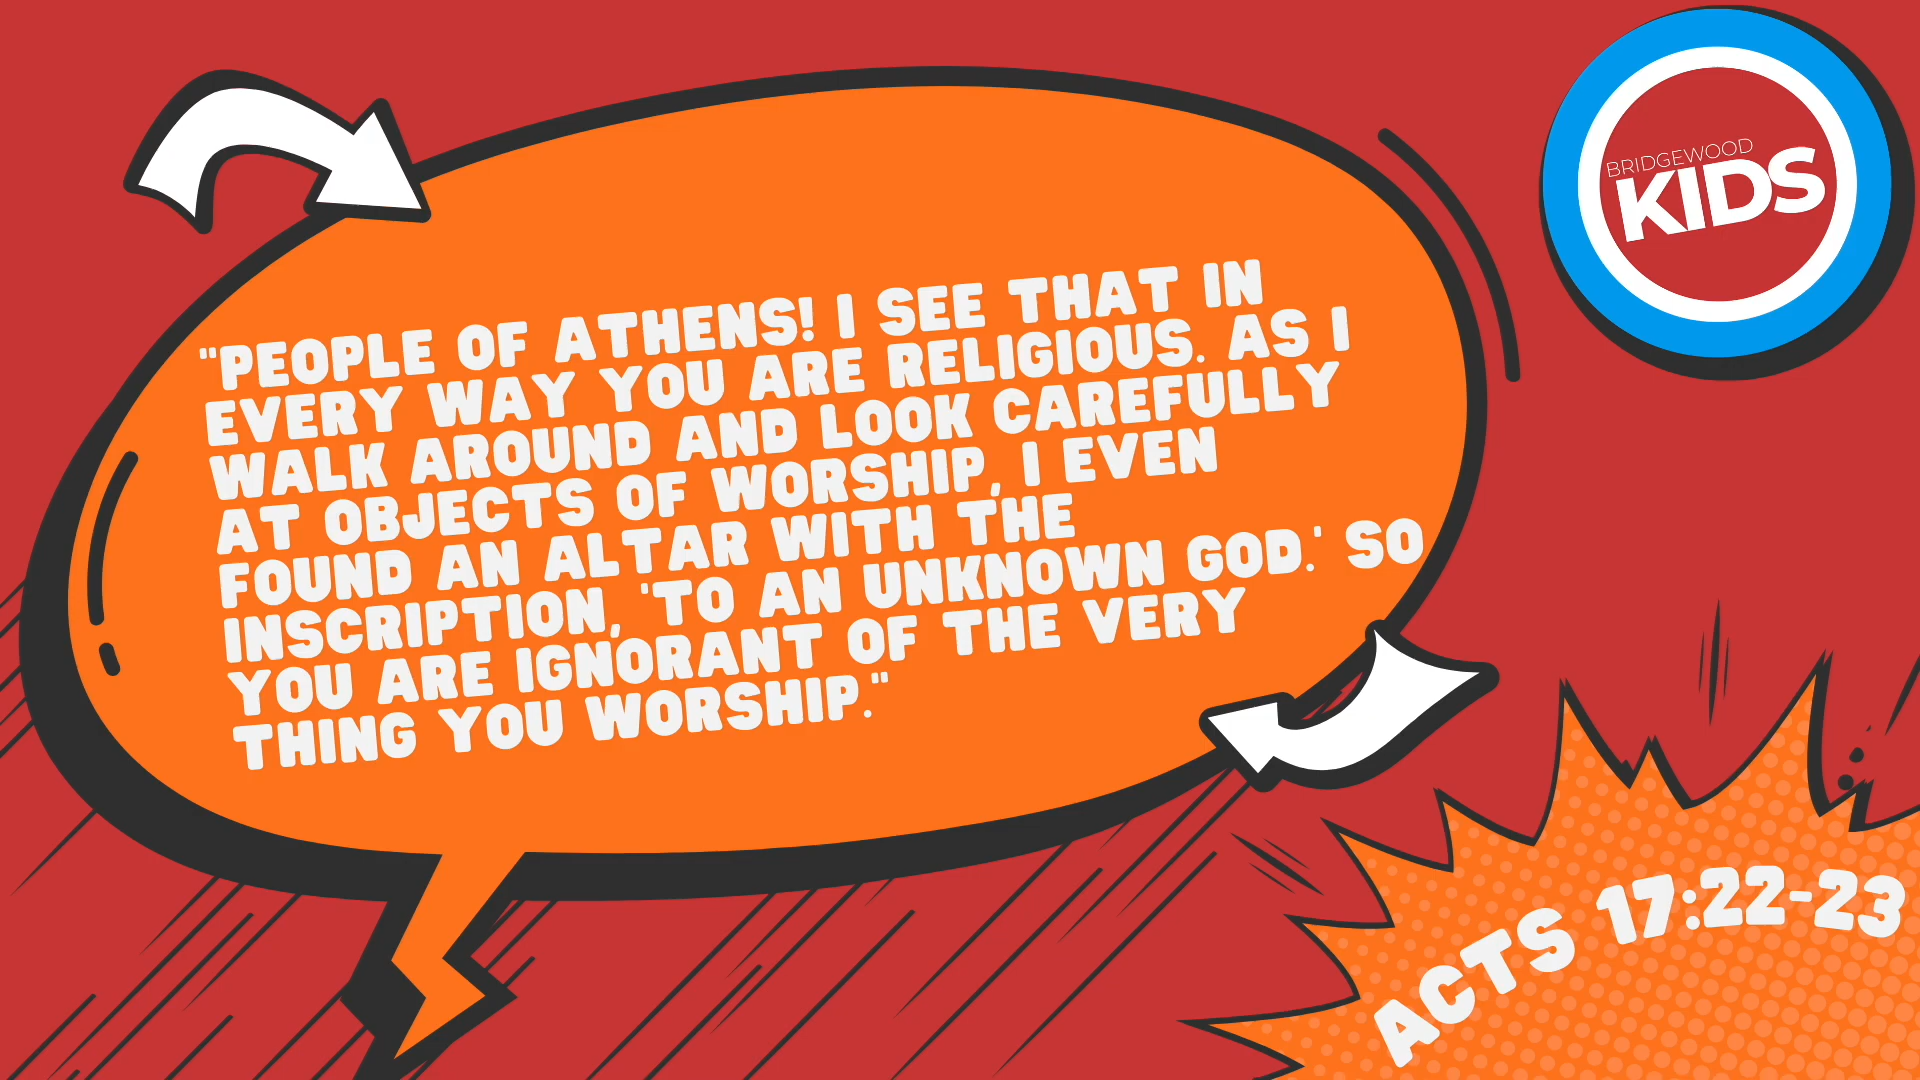 "PEOPLE OF ATHENS! I SEE THAT IN
EVERY WAY YOU ARE RELIGIOUS. AS I
WALK AROUND AND LOOK CAREFULLY
AT OBJECTS OF WORSHIP, I EVEN
FOUND AN ALTAR WITH THE
INSCRIPTION, 'TO AN UNKNOWN GOD.' SO
YOU ARE IGNORANT OF THE VERY
THING YOU WORSHIP."
BRIDGEWOOD
KIDS
ACTS 17:22-23